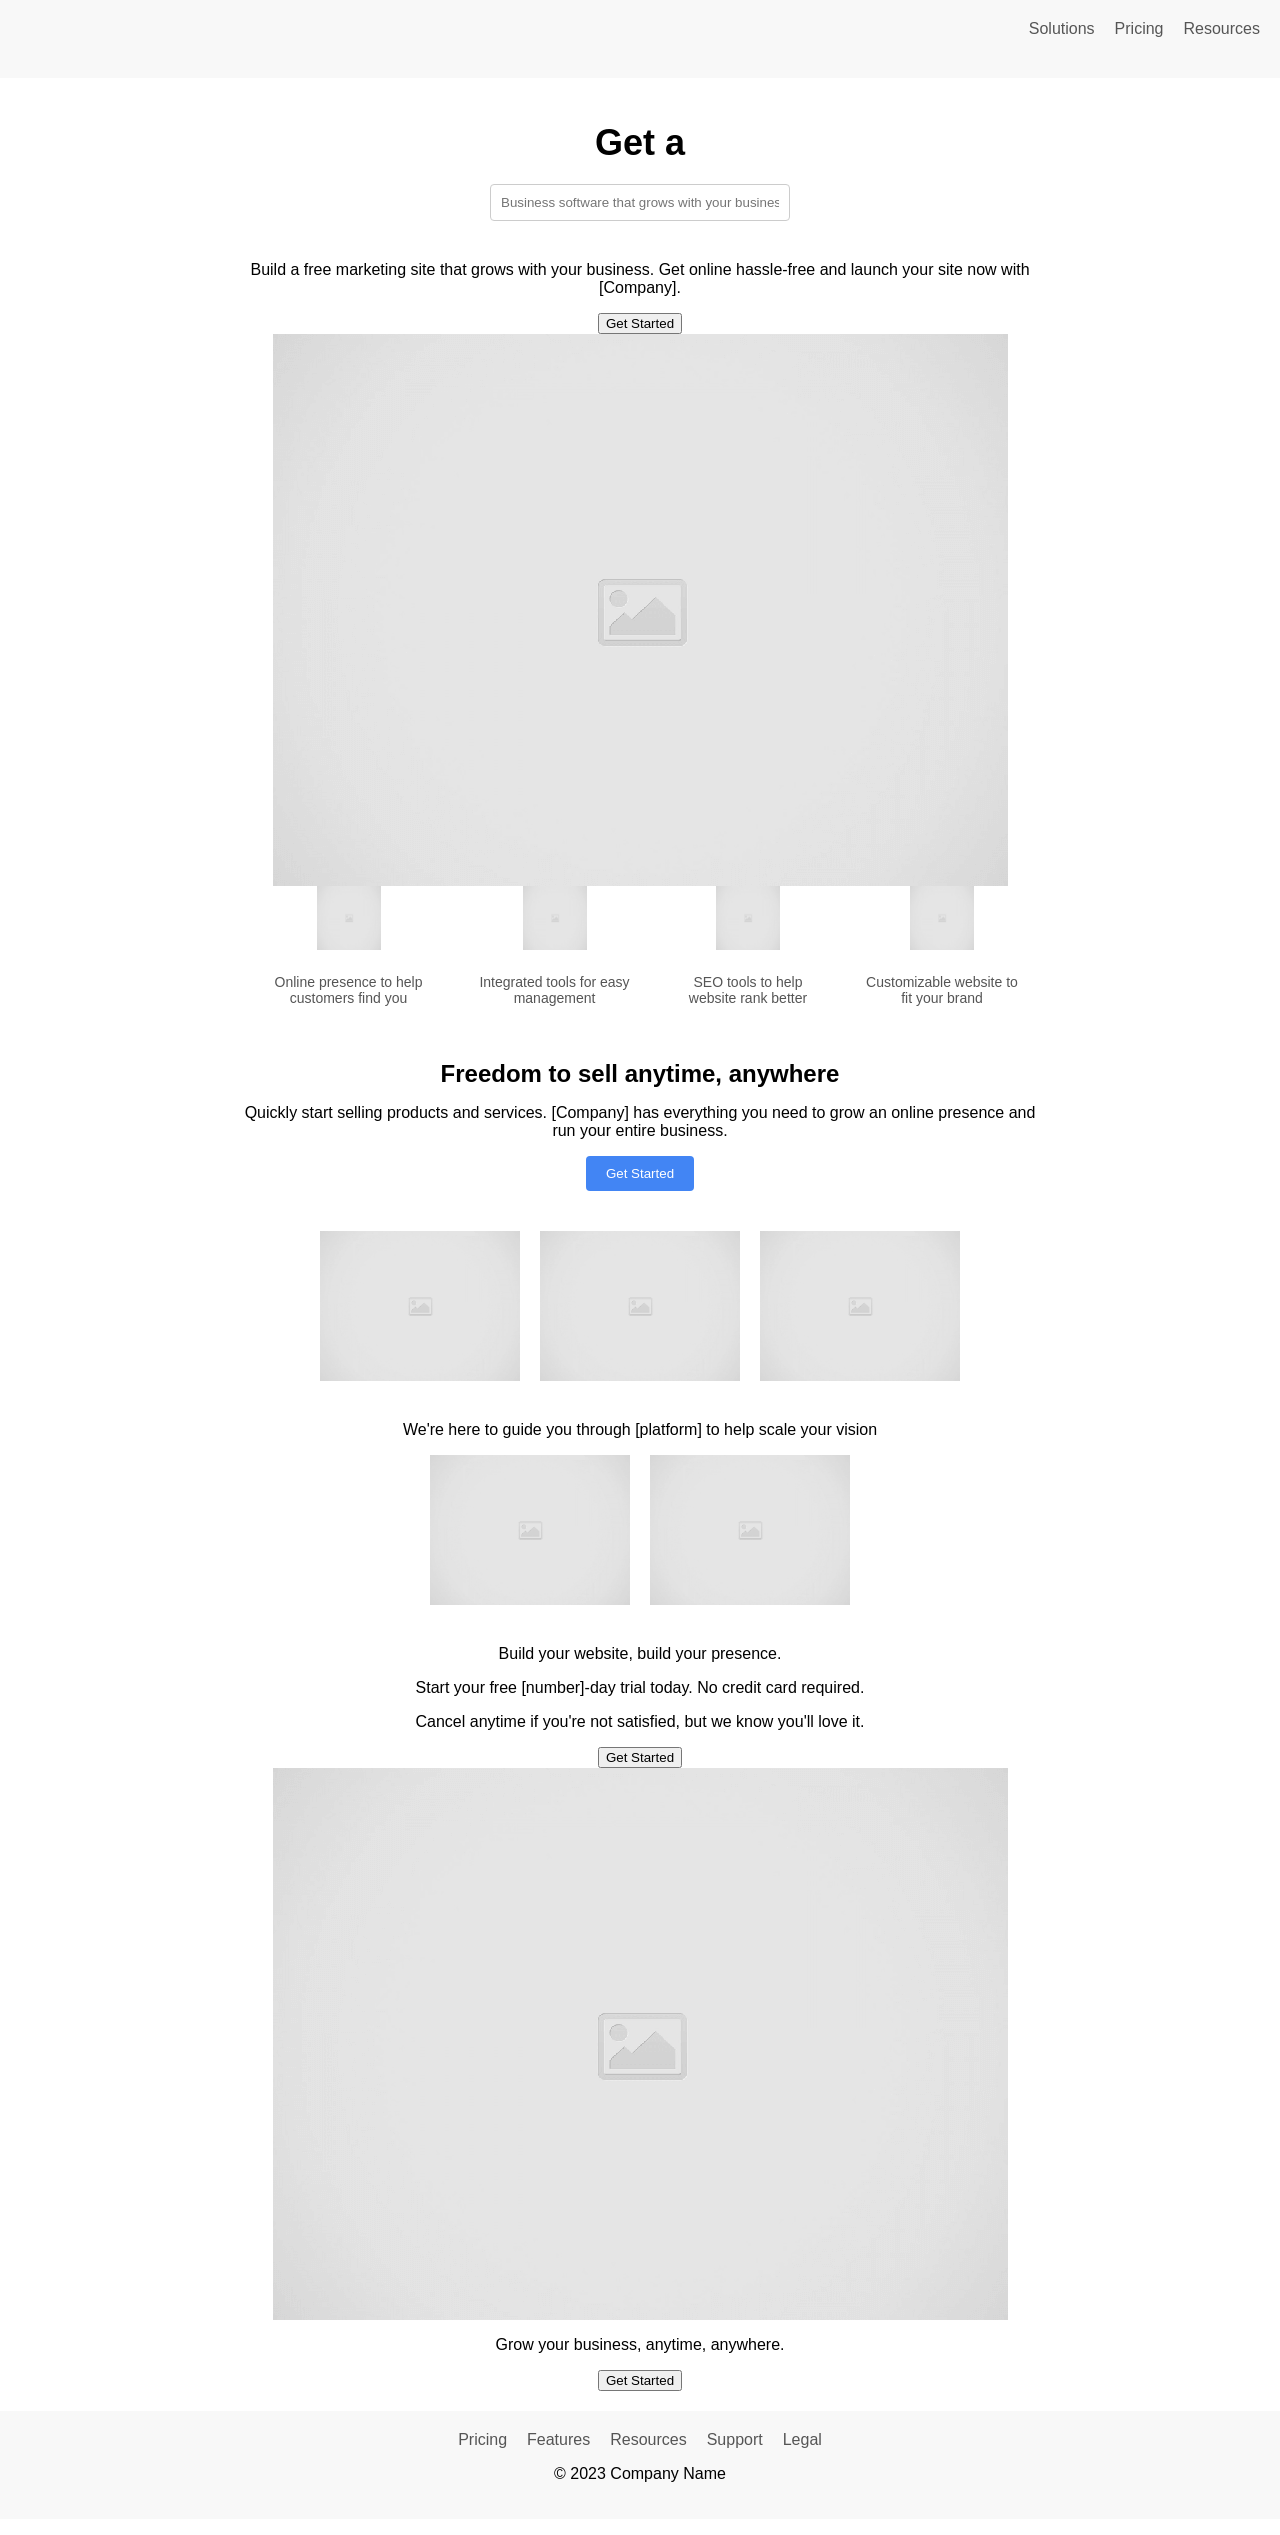 Solutions Pricing Resources
Get a
Business software that grows with your busines
Build a free marketing site that grows with your business. Get online hassle-free and launch your site now with
[Company].
Get Started
Online presence to help
customers find you
Integrated tools for easy
management
SEO tools to help
website rank better
Customizable website to
fit your brand
Freedom to sell anytime, anywhere
Quickly start selling products and services. [Company] has everything you need to grow an online presence and
run your entire business.
Get Started
We're here to guide you through [platform] to help scale your vision
Build your website, build your presence.
Start your free [number]-day trial today. No credit card required.
Cancel anytime if you're not satisfied, but we know you'll love it.
Get Started
Grow your business, anytime, anywhere.
Get Started
Pricing Features Resources Support Legal
© 2023 Company Name